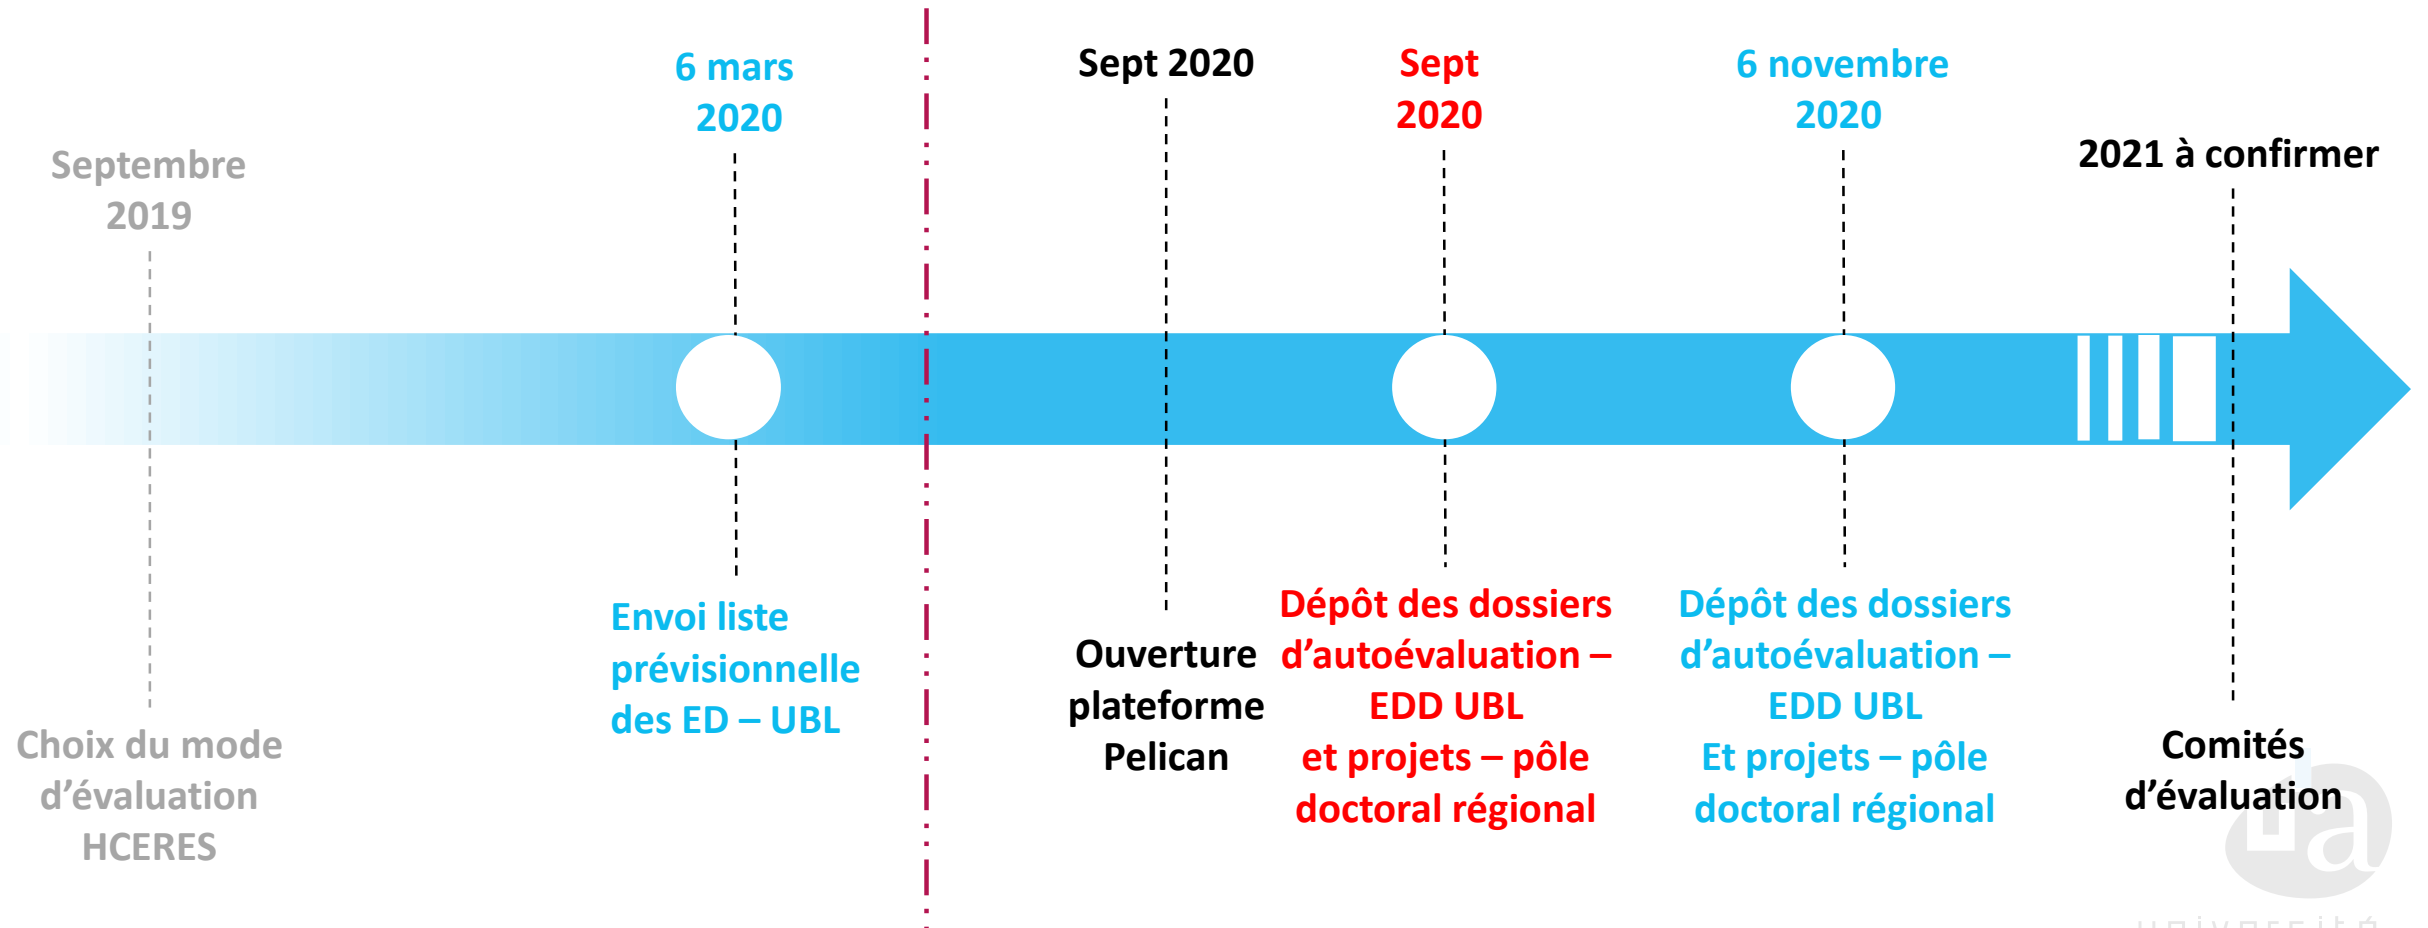 Septembre
2019
Choix du mode
d’évaluation
HCERES
6 mars
2020
Envoi liste
prévisionnelle
des ED – UBL
Sept 2020
Ouverture
plateforme
Pelican
Sept
2020
Dépôt des dossiers
d’autoévaluation –
EDD UBL
et projets – pôle
doctoral régional
6 novembre
2020
Dépôt des dossiers
d’autoévaluation –
EDD UBL
Et projets – pôle
doctoral régional
2021 à confirmer
Comités
d’évaluation
ua
université